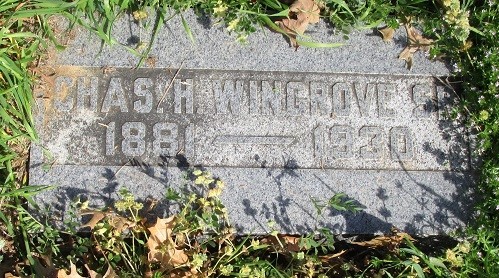 CHAS. H. WINGROVE SR.
1881 — 1930